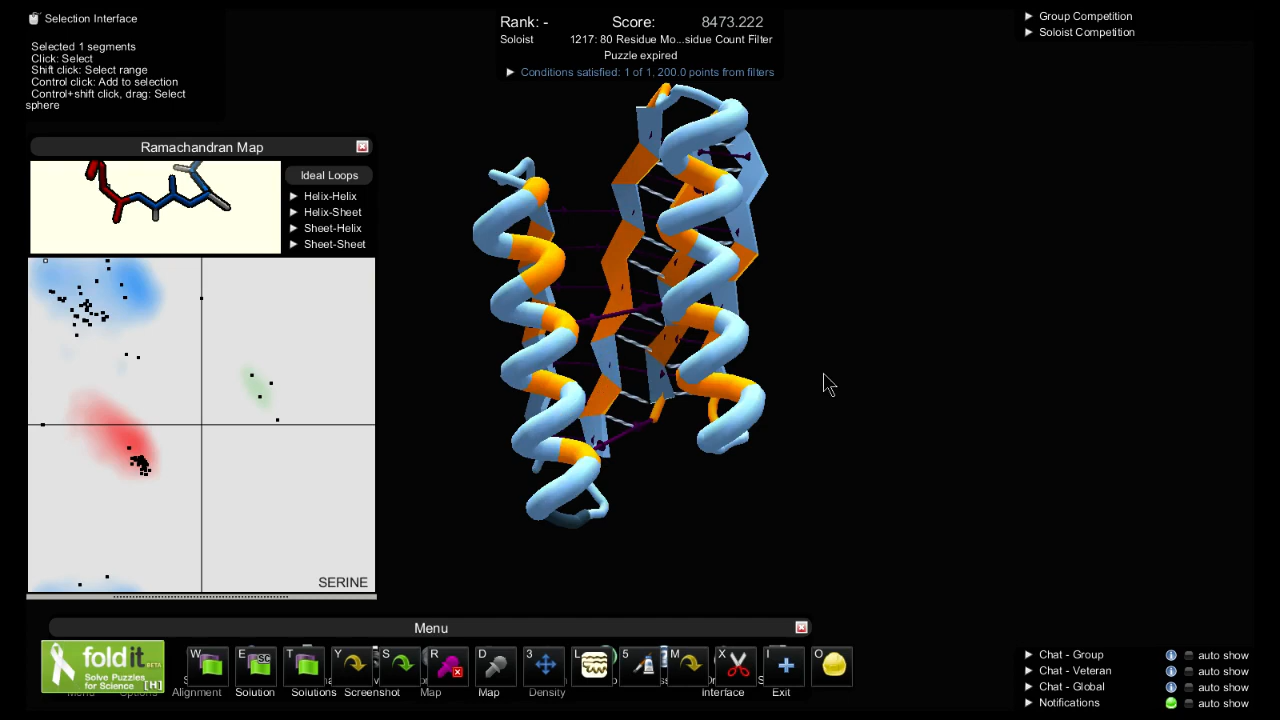 Selection Interface
Selected 1 segments
Click: Select
Shift click: Select range
Control click: Add to selection
Control+shift click, drag: Select
sphere
Rank: - Score: 8473.222
Soloist 1217: 80 Residue Mo...sidue Count Filter
Puzzle expired
Conditions satisfied: 1 of 1, 200.0 points from filters
Group Competition
Soloist Competition
Ramachandran Map
Ideal Loops
Helix-Helix
Helix-Sheet
Sheet-Helix
Sheet-Sheet
SERINE
Menu
W E T Y S R D 3 L 5 M X I O
SC
foldit BETA
Solve Puzzles
for Science [H]
Alignment Solution Solutions Screenshot Map Map Density Interface Exit
Chat - Group auto show
Chat - Veteran auto show
Chat - Global auto show
Notifications auto show